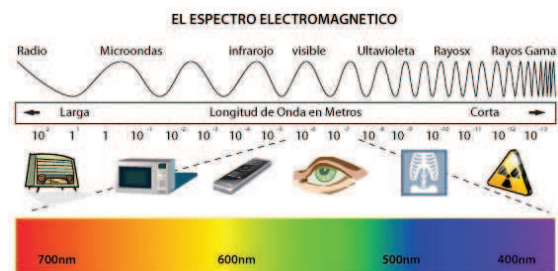 EL ESPECTRO ELECTROMAGNETICO
Radio Microondas infrarojo visible Ultavioleta Rayosx Rayos Gama
Larga Longitud de Onda en Metros Corta
10² 1¹ 1 10⁻¹ 10⁻² 10⁻³ 10⁻⁴ 10⁻⁵ 10⁻⁶ 10⁻⁷ 10⁻⁸ 10⁻⁹ 10⁻¹⁰ 10⁻¹¹ 10⁻¹² 10⁻¹³
700nm 600nm 500nm 400nm